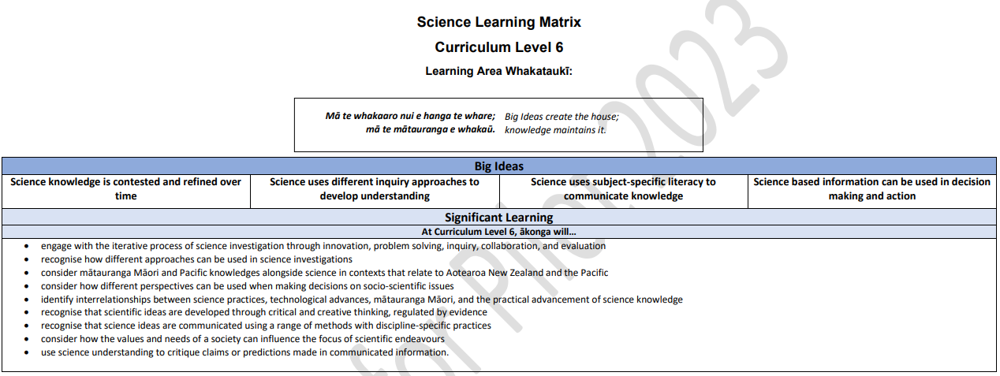 Science Learning Matrix
Curriculum Level 6
Learning Area Whakataukī:
Mā te whakaaro nui e hanga te whare;
mā te mātauranga e whakaū.
Big Ideas create the house;
knowledge maintains it.
Big Ideas
Science knowledge is contested and refined over
time
Science uses different inquiry approaches to
develop understanding
Science uses subject-specific literacy to
communicate knowledge
Science based information can be used in decision
making and action
Significant Learning
At Curriculum Level 6, ākonga will…
• engage with the iterative process of science investigation through innovation, problem solving, inquiry, collaboration, and evaluation
• recognise how different approaches can be used in science investigations
• consider mātauranga Māori and Pacific knowledges alongside science in contexts that relate to Aotearoa New Zealand and the Pacific
• consider how different perspectives can be used when making decisions on socio-scientific issues
• identify interrelationships between science practices, technological advances, mātauranga Māori, and the practical advancement of science knowledge
• recognise that scientific ideas are developed through critical and creative thinking, regulated by evidence
• recognise that science ideas are communicated using a range of methods with discipline-specific practices
• consider how the values and needs of a society can influence the focus of scientific endeavours
• use science understanding to critique claims or predictions made in communicated information.
for Pilot 2023